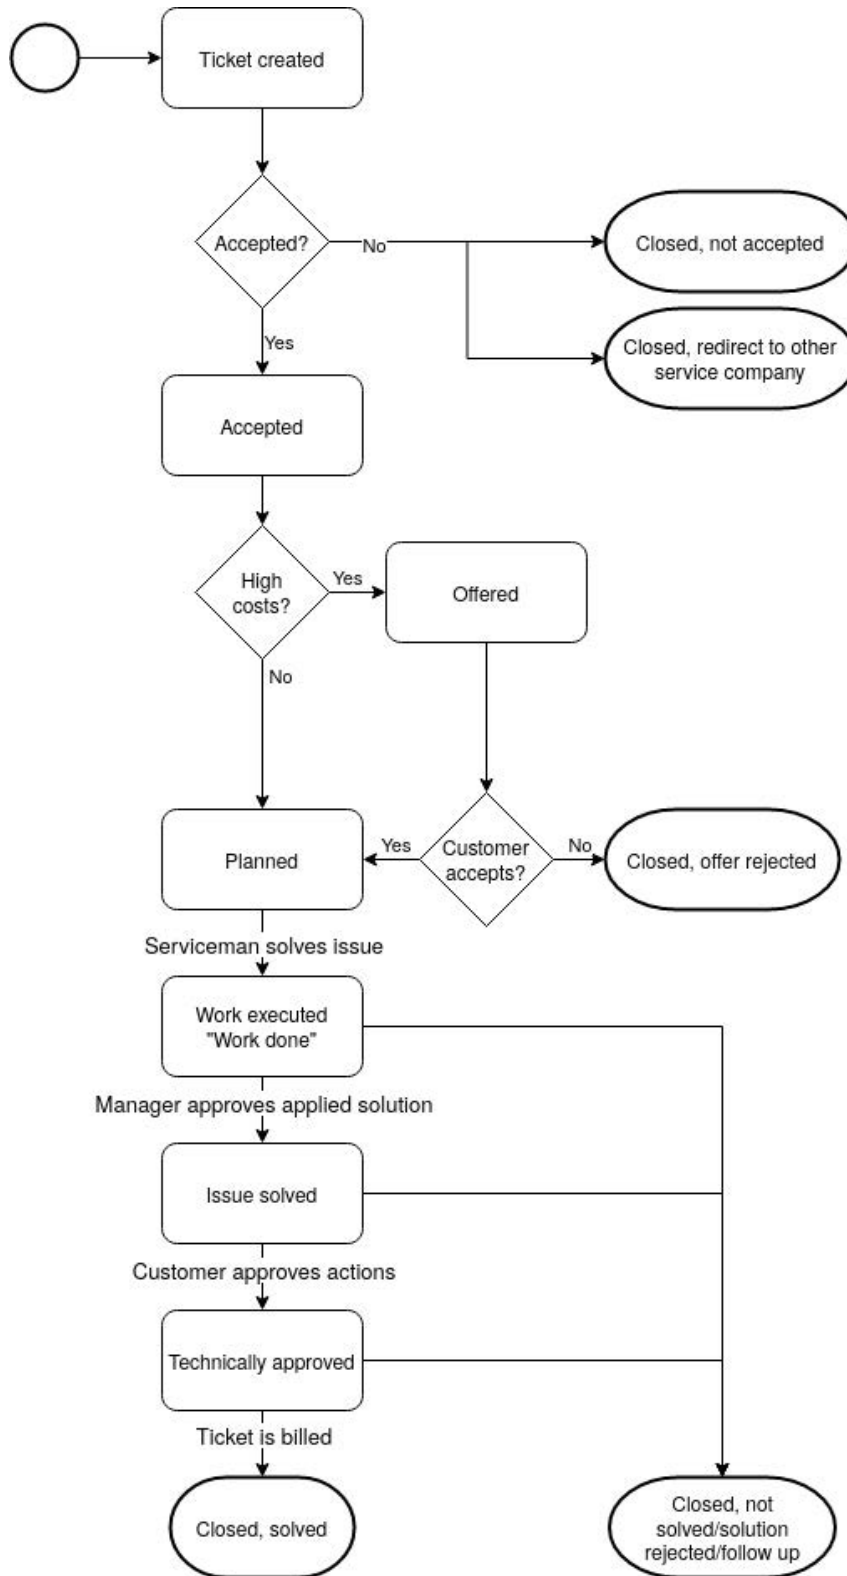 Ticket created
Accepted?
No
Closed, not accepted
Yes
Closed, redirect to other
service company
Accepted
High
costs?
Yes
Offered
No
Planned
Yes
Customer
accepts?
No
Closed, offer rejected
Serviceman solves issue
Work executed
"Work done"
Manager approves applied solution
Issue solved
Customer approves actions
Technically approved
Ticket is billed
Closed, solved
Closed, not
solved/solution
rejected/follow up